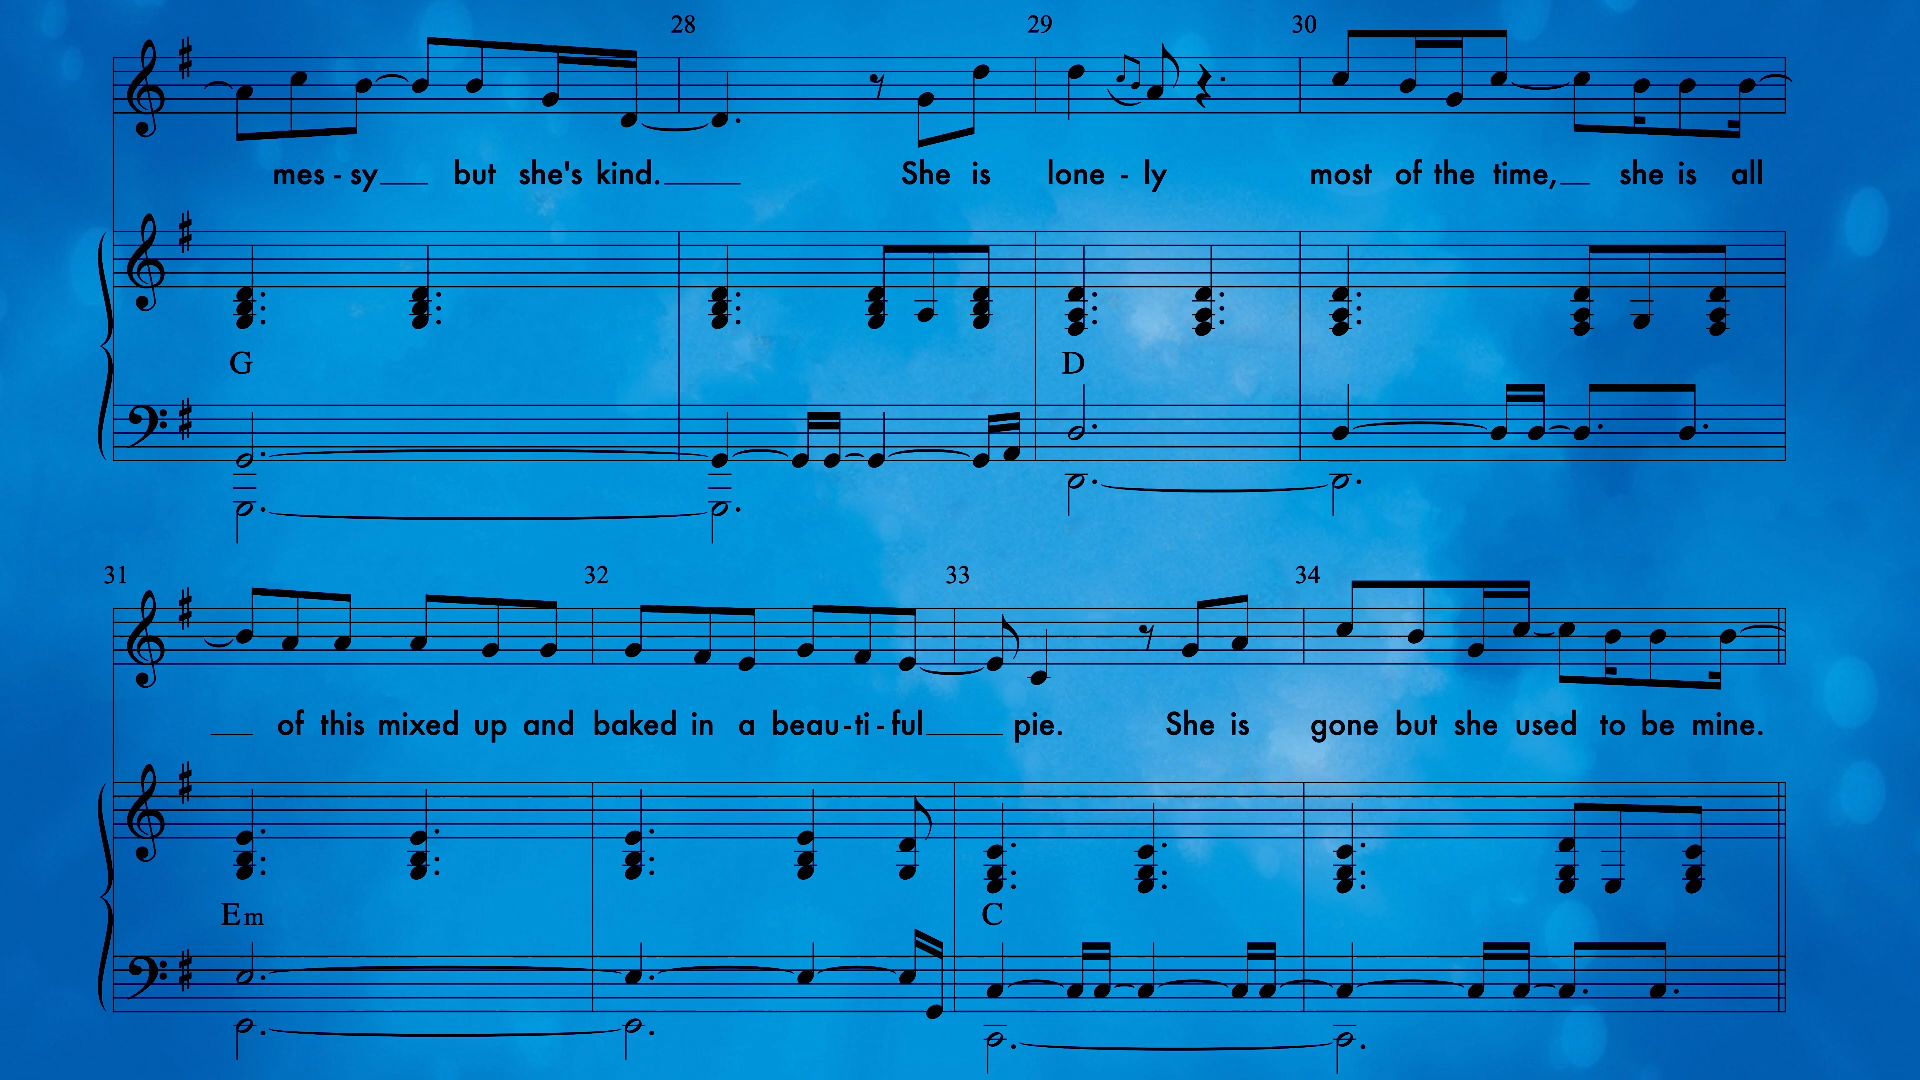 28 29 30
mes - sy but she's kind. She is lone - ly most of the time, she is all
G D
31 32 33 34
of this mixed up and baked in a beau - ti - ful pie. She is gone but she used to be mine.
Em C